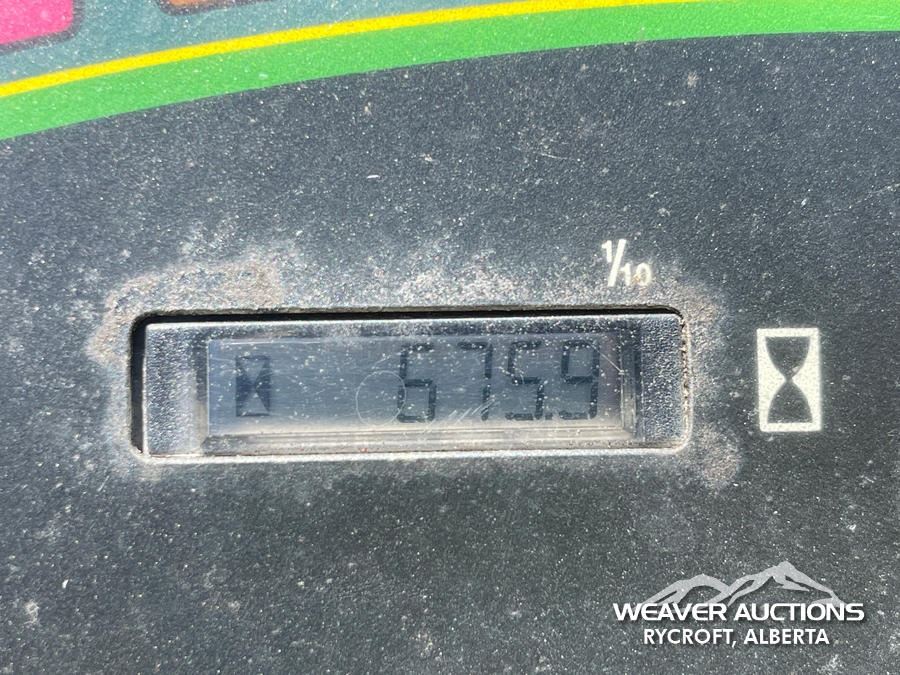 1/10
675.9
WEAVER AUCTIONS
RYCROFT, ALBERTA